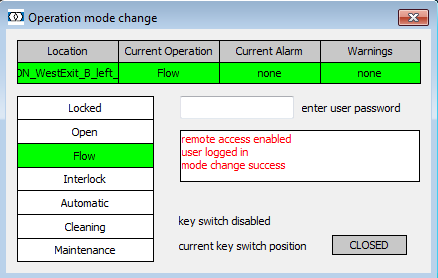 Operation mode change
Location Current Operation Current Alarm Warnings
ON_WestExit_B_left_ Flow none none
Locked
enter user password
Open
Flow
Interlock
Automatic
Cleaning
Maintenance
remote access enabled
user logged in
mode change success
key switch disabled
current key switch position CLOSED